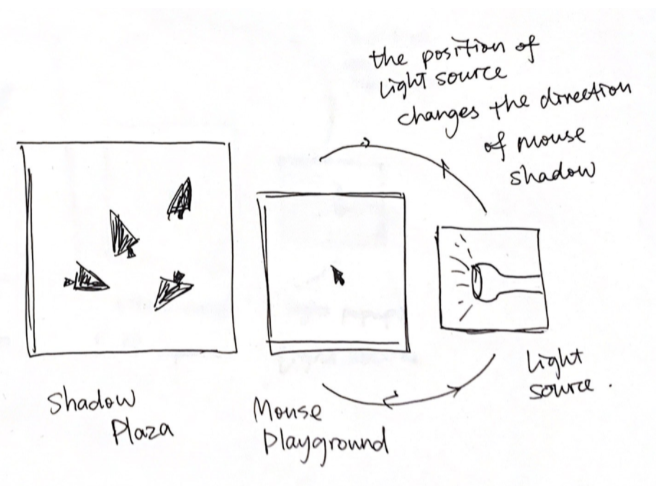 the position of
Light source
changes the direction
of mouse
shadow
Shadow
Plaza
Mouse
Playground
Light
source.